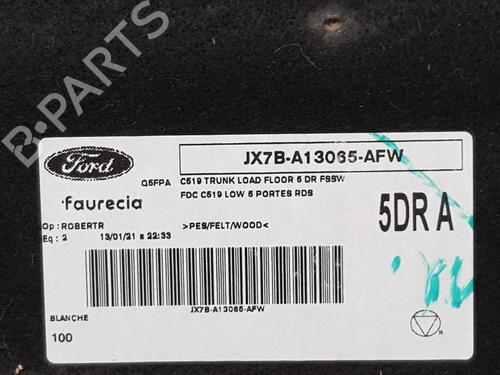 B-PARTS
Ford
JX7B-A13065-AFW
Q5FPA
C519 TRUNK LOAD FLOOR 5 DR FSSW
FDC C519 LOW 5 PORTES RDS
faurecia
5DR A
Op : ROBERTR
>PES/FELT/WOOD<
Eq : 2
13/01/21 a 22:33
JX7B-A13065-AFW
BLANCHE
100